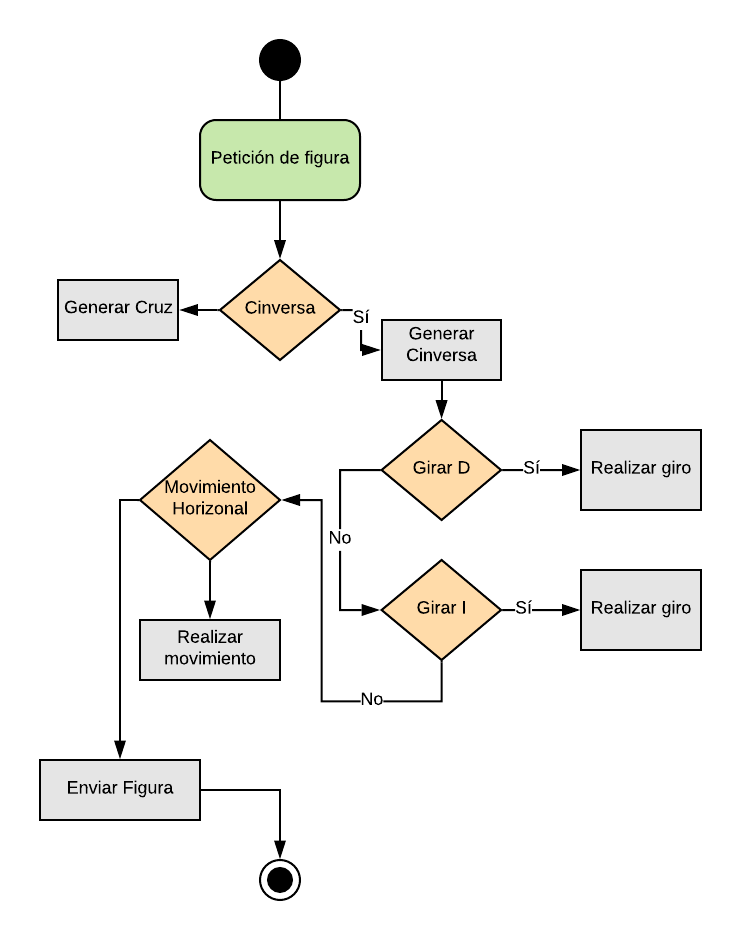 Petición de figura
Generar Cruz
Cinversa
Sí
Generar
Cinversa
Girar D
Sí
Realizar giro
Movimiento
Horizonal
No
Girar I
Sí
Realizar giro
Realizar
movimiento
No
Enviar Figura